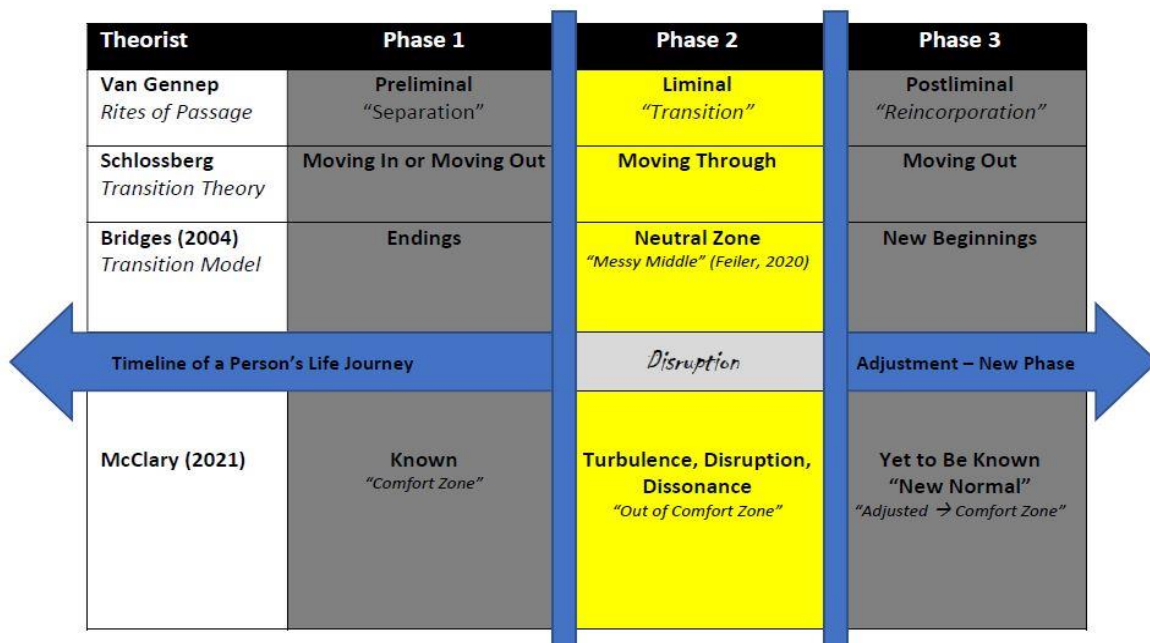 Theorist Phase 1 Phase 2 Phase 3
Van Gennep Preliminal Liminal Postliminal
Rites of Passage “Separation” “Transition” “Reincorporation”
Schlossberg Moving In or Moving Out Moving Through Moving Out
Transition Theory
Bridges (2004) Endings Neutral Zone New Beginnings
Transition Model “Messy Middle” (Feiler, 2020)
Timeline of a Person’s Life Journey Disruption Adjustment – New Phase
McClary (2021) Known Turbulence, Disruption, Yet to Be Known
“Comfort Zone” Dissonance “New Normal”
“Out of Comfort Zone” “Adjusted → Comfort Zone”